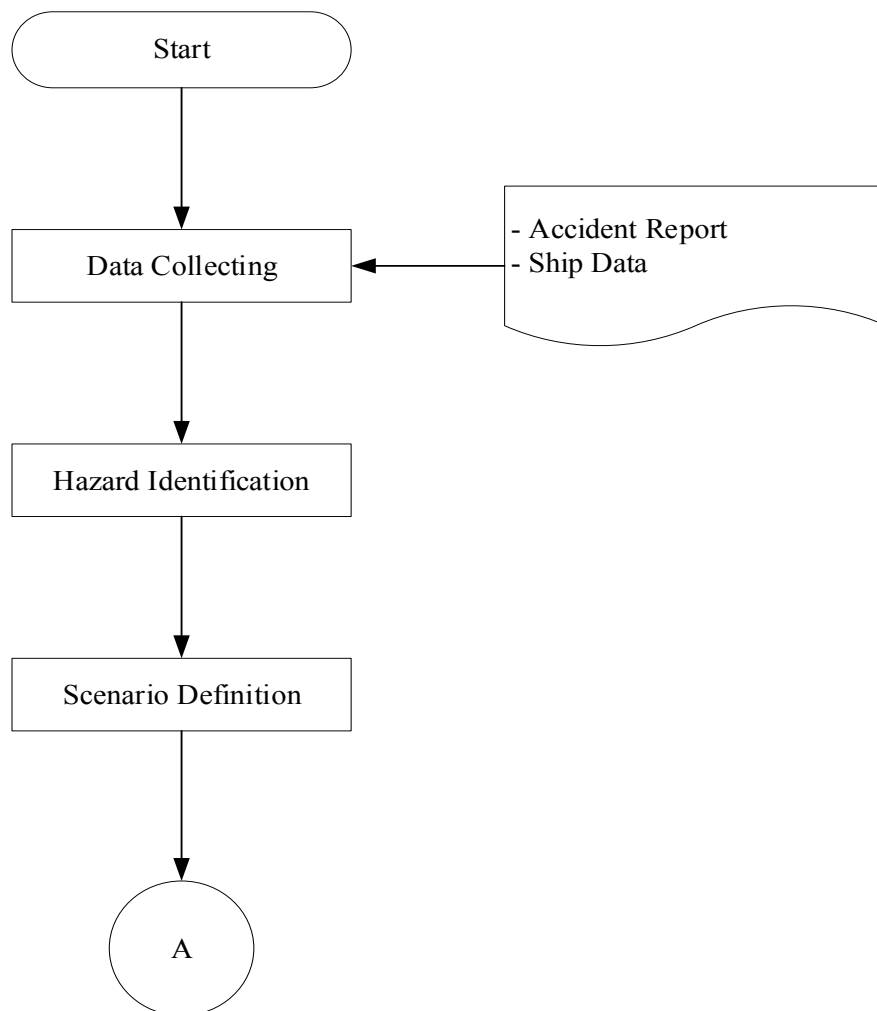 Start
- Accident Report
Data Collecting
- Ship Data
Hazard Identification
Scenario Definition
A